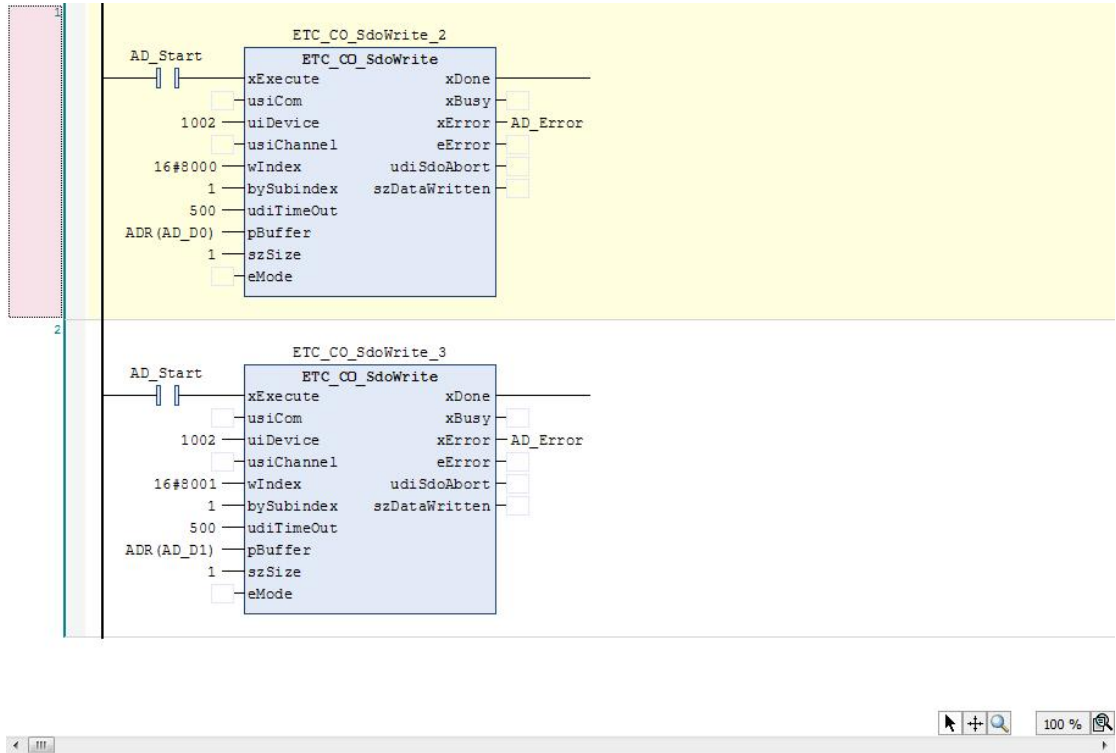 1
ETC_CO_SdoWrite_2
AD_Start ETC_CO_SdoWrite
xExecute xDone
usiCom xBusy
1002 uiDevice xError AD_Error
usiChannel eError
16#8000 wIndex udiSdoAbort
1 bySubindex szDataWritten
500 udiTimeOut
ADR(AD_D0) pBuffer
1 szSize
eMode
2
ETC_CO_SdoWrite_3
AD_Start ETC_CO_SdoWrite
xExecute xDone
usiCom xBusy
1002 uiDevice xError AD_Error
usiChannel eError
16#8001 wIndex udiSdoAbort
1 bySubindex szDataWritten
500 udiTimeOut
ADR(AD_D1) pBuffer
1 szSize
eMode
100 %